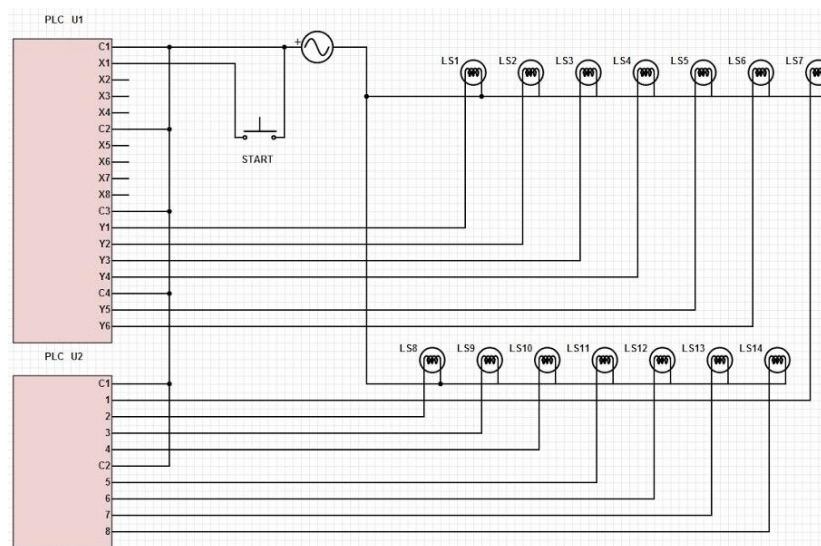 PLC U1
C1
X1
X2
X3
X4
C2
X5
X6
X7
X8
C3
Y1
Y2
Y3
Y4
C4
Y5
Y6
+
START
LS1 LS2 LS3 LS4 LS5 LS6 LS7
PLC U2
C1
1
2
3
4
C2
5
6
7
8
LS8 LS9 LS10 LS11 LS12 LS13 LS14